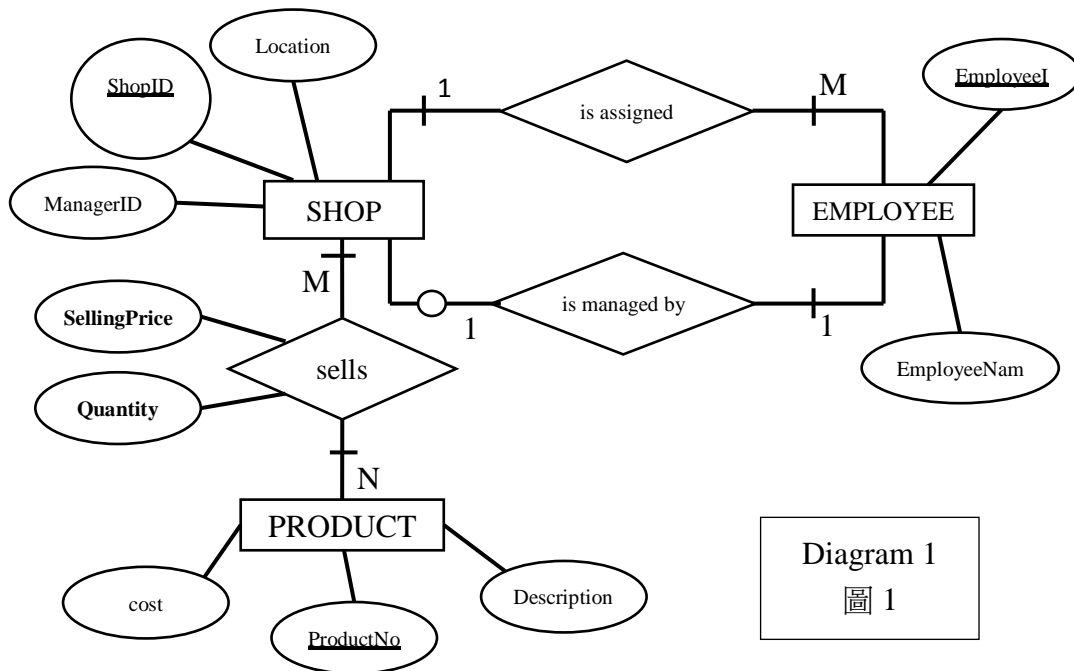 Location
ShopID
EmployeeI
1
M
is assigned
ManagerID
SHOP
EMPLOYEE
M
is managed by
1
1
SellingPrice
sells
EmployeeNam
Quantity
N
PRODUCT
Diagram 1
圖 1
cost
Description
ProductNo